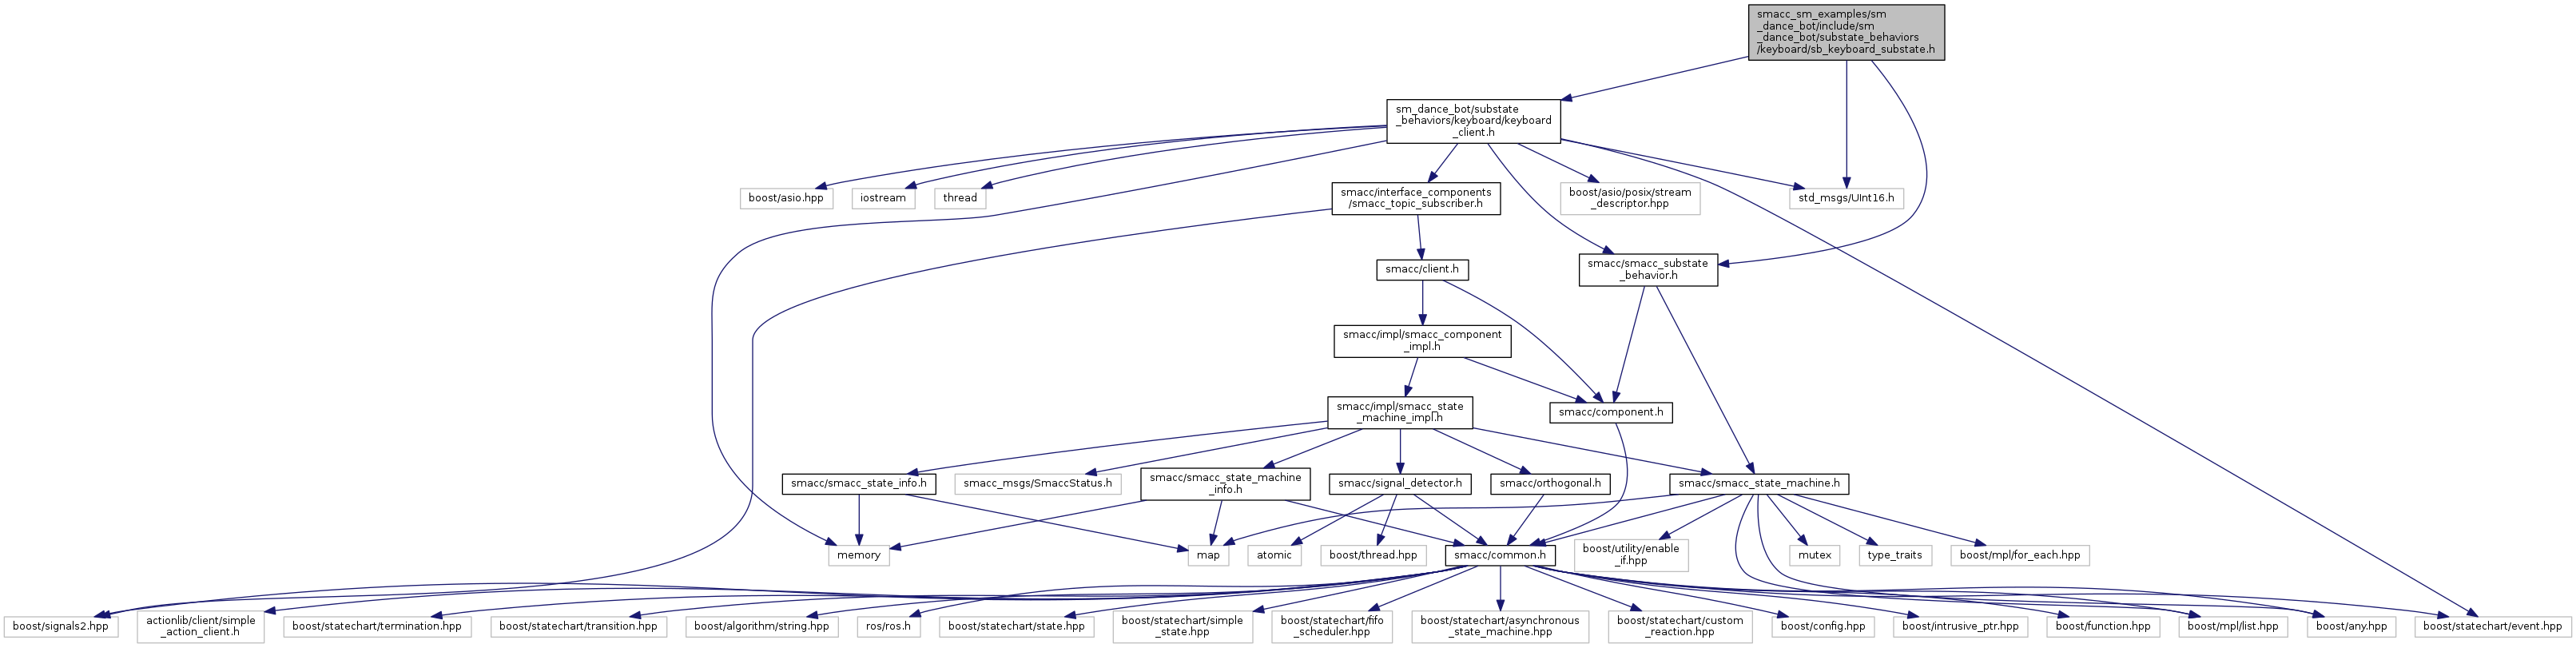 smacc_sm_examples/sm
_dance_bot/include/sm
_dance_bot/substate_behaviors
/keyboard/sb_keyboard_substate.h
sm_dance_bot/substate
_behaviors/keyboard/keyboard
_client.h
boost/asio.hpp
iostream
thread
smacc/interface_components
/smacc_topic_subscriber.h
boost/asio/posix/stream
_descriptor.hpp
std_msgs/UInt16.h
smacc/client.h
smacc/smacc_substate
_behavior.h
smacc/impl/smacc_component
_impl.h
smacc/impl/smacc_state
_machine_impl.h
smacc/component.h
smacc/smacc_state_info.h
smacc_msgs/SmaccStatus.h
smacc/smacc_state_machine
_info.h
smacc/signal_detector.h
smacc/orthogonal.h
smacc/smacc_state_machine.h
memory
map
atomic
boost/thread.hpp
smacc/common.h
boost/utility/enable
_if.hpp
mutex
type_traits
boost/mpl/for_each.hpp
boost/signals2.hpp
actionlib/client/simple
_action_client.h
boost/statechart/termination.hpp
boost/statechart/transition.hpp
boost/algorithm/string.hpp
ros/ros.h
boost/statechart/state.hpp
boost/statechart/simple
_state.hpp
boost/statechart/fifo
_scheduler.hpp
boost/statechart/asynchronous
_state_machine.hpp
boost/statechart/custom
_reaction.hpp
boost/config.hpp
boost/intrusive_ptr.hpp
boost/function.hpp
boost/mpl/list.hpp
boost/any.hpp
boost/statechart/event.hpp